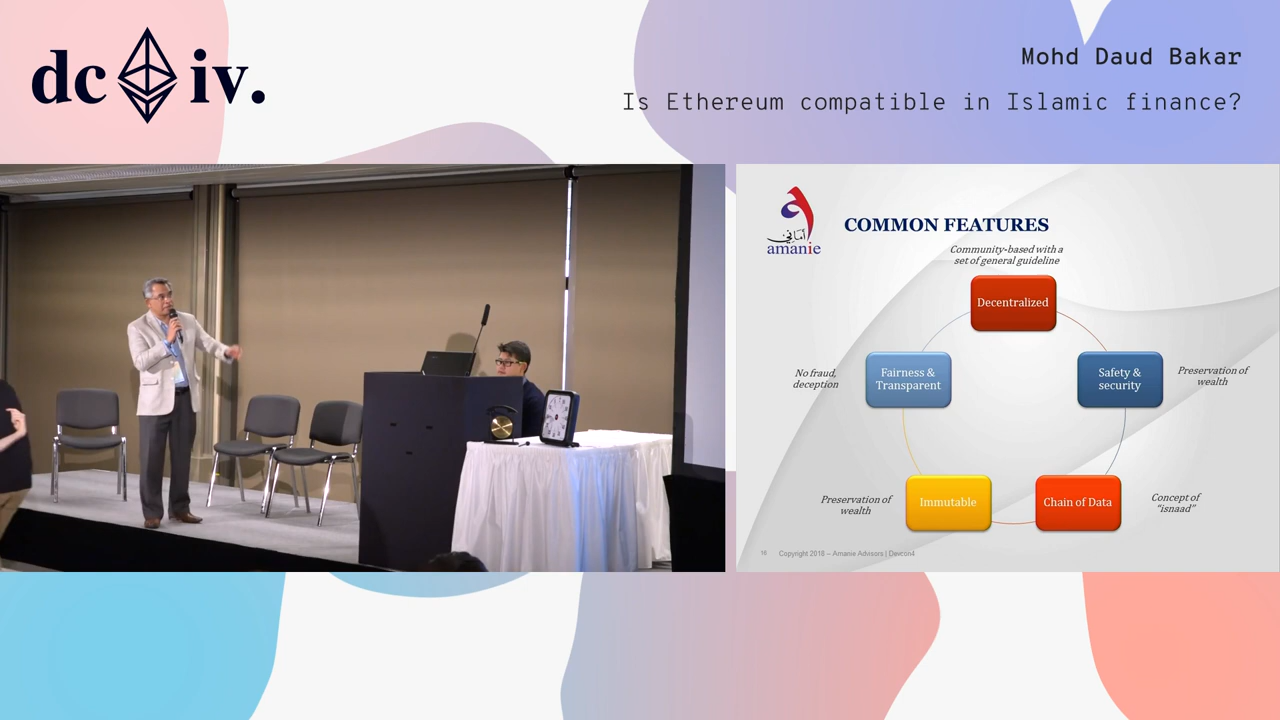 dc iv.
Mohd Daud Bakar
Is Ethereum compatible in Islamic finance?
أماني
amanie
COMMON FEATURES
Community-based with a
set of general guideline
Decentralized
Fairness &
Transparent
No fraud,
deception
Safety &
security
Preservation of
wealth
Immutable
Preservation of
wealth
Chain of Data
Concept of
"isnaad"
16 Copyright 2018 – Amanie Advisors | Devcon4